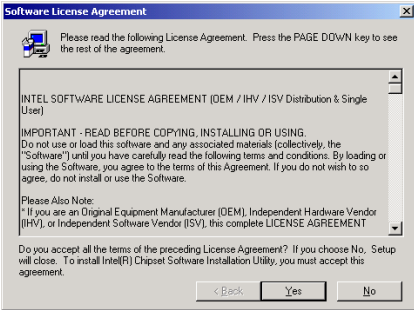 Software License Agreement
Please read the following License Agreement. Press the PAGE DOWN key to see
the rest of the agreement.
INTEL SOFTWARE LICENSE AGREEMENT (OEM / IHV / ISV Distribution & Single
User)
IMPORTANT - READ BEFORE COPYING, INSTALLING OR USING.
Do not use or load this software and any associated materials (collectively, the
"Software") until you have carefully read the following terms and conditions. By loading or
using the Software, you agree to the terms of this Agreement. If you do not wish to so
agree, do not install or use the Software.
Please Also Note:
* If you are an Original Equipment Manufacturer (OEM), Independent Hardware Vendor
(IHV), or Independent Software Vendor (ISV), this complete LICENSE AGREEMENT
Do you accept all the terms of the preceding License Agreement? If you choose No, Setup
will close. To install Intel(R) Chipset Software Installation Utility, you must accept this
agreement.
< Back Yes No